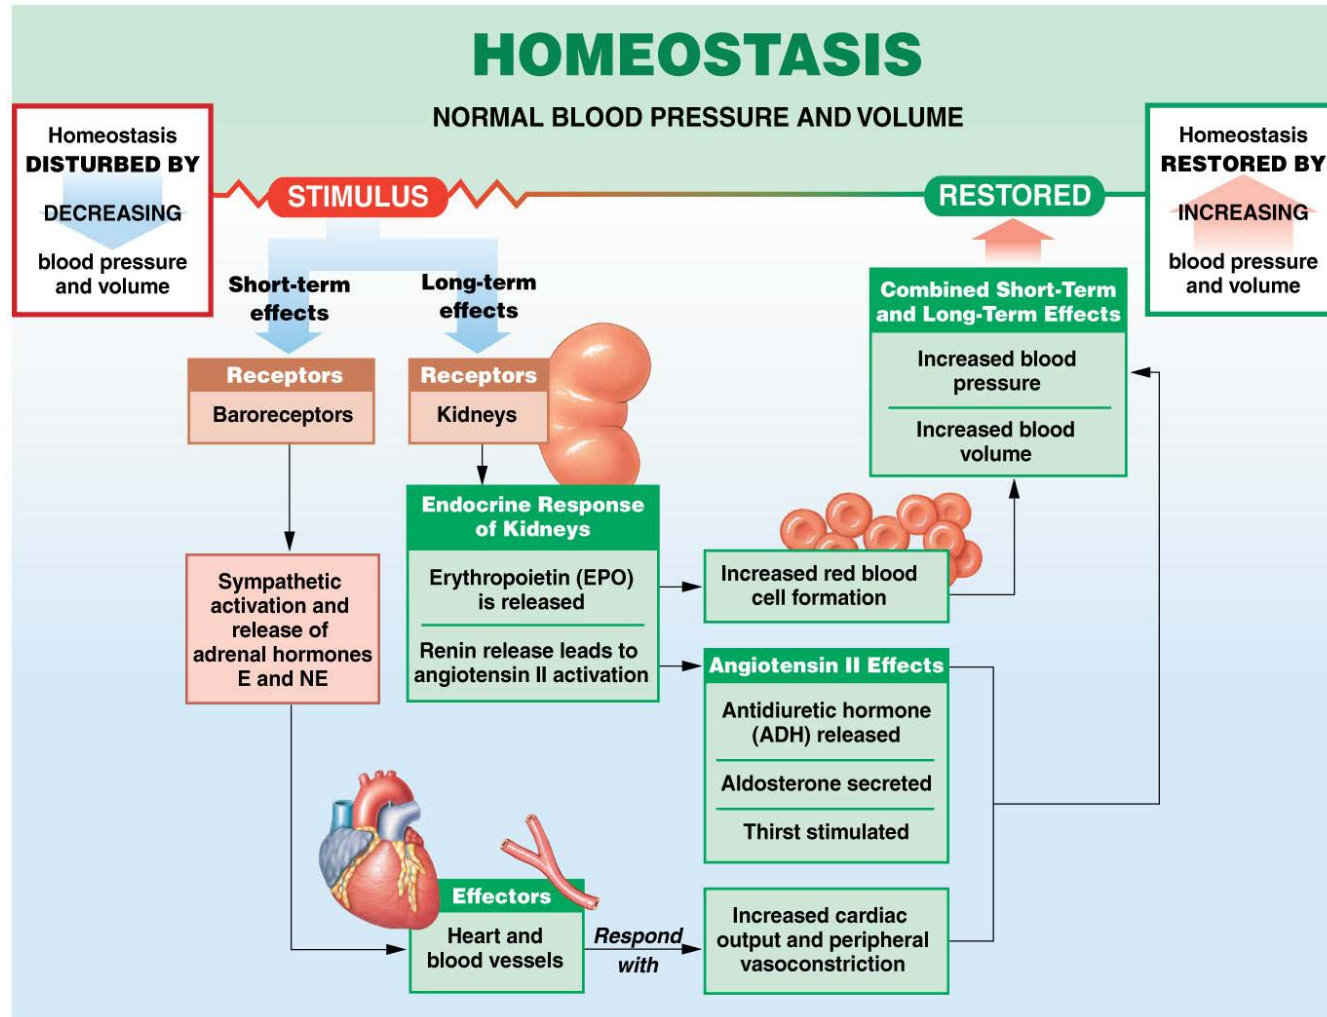 HOMEOSTASIS
NORMAL BLOOD PRESSURE AND VOLUME
Homeostasis
DISTURBED BY
DECREASING
blood pressure
and volume
STIMULUS
RESTORED
Homeostasis
RESTORED BY
INCREASING
blood pressure
and volume
Short-term
effects
Long-term
effects
Receptors
Baroreceptors
Receptors
Kidneys
Combined Short-Term
and Long-Term Effects
Increased blood
pressure
Increased blood
volume
Endocrine Response
of Kidneys
Erythropoietin (EPO)
is released
Renin release leads to
angiotensin II activation
Increased red blood
cell formation
Sympathetic
activation and
release of
adrenal hormones
E and NE
Angiotensin II Effects
Antidiuretic hormone
(ADH) released
Aldosterone secreted
Thirst stimulated
Effectors
Heart and
blood vessels
Respond
with
Increased cardiac
output and peripheral
vasoconstriction